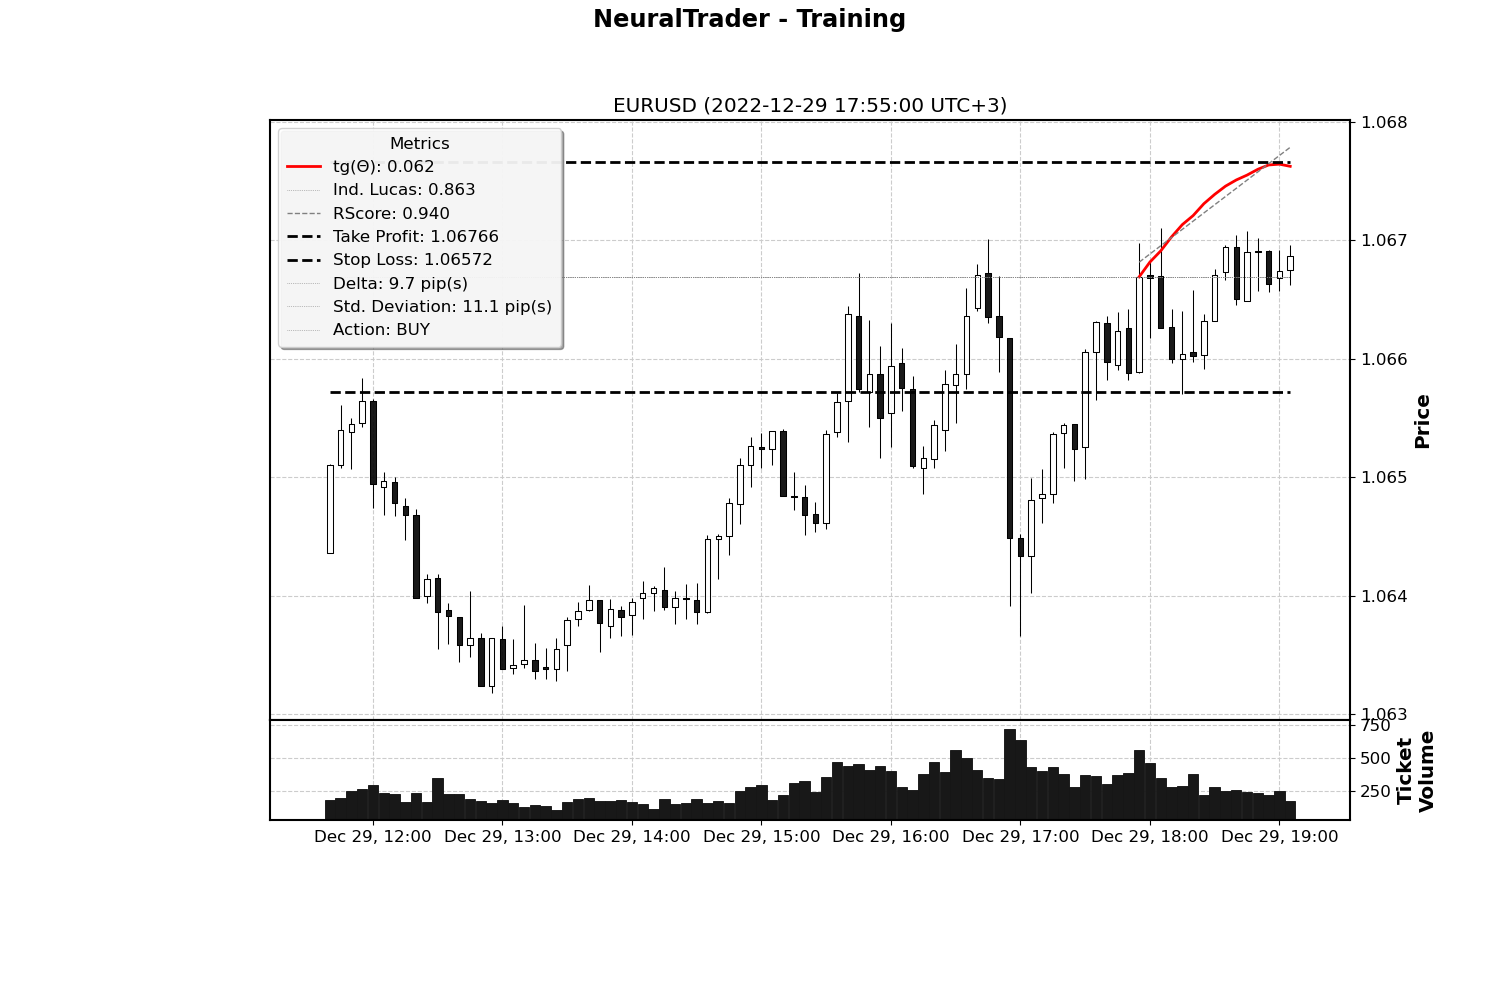 NeuralTrader - Training
EURUSD (2022-12-29 17:55:00 UTC+3)
Metrics
tg(Θ): 0.062
Ind. Lucas: 0.863
RScore: 0.940
Take Profit: 1.06766
Stop Loss: 1.06572
Delta: 9.7 pip(s)
Std. Deviation: 11.1 pip(s)
Action: BUY
1.068
1.067
1.066
1.065
1.064
1.063
Price
750
500
250
Ticket
Volume
Dec 29, 12:00 Dec 29, 13:00 Dec 29, 14:00 Dec 29, 15:00 Dec 29, 16:00 Dec 29, 17:00 Dec 29, 18:00 Dec 29, 19:00